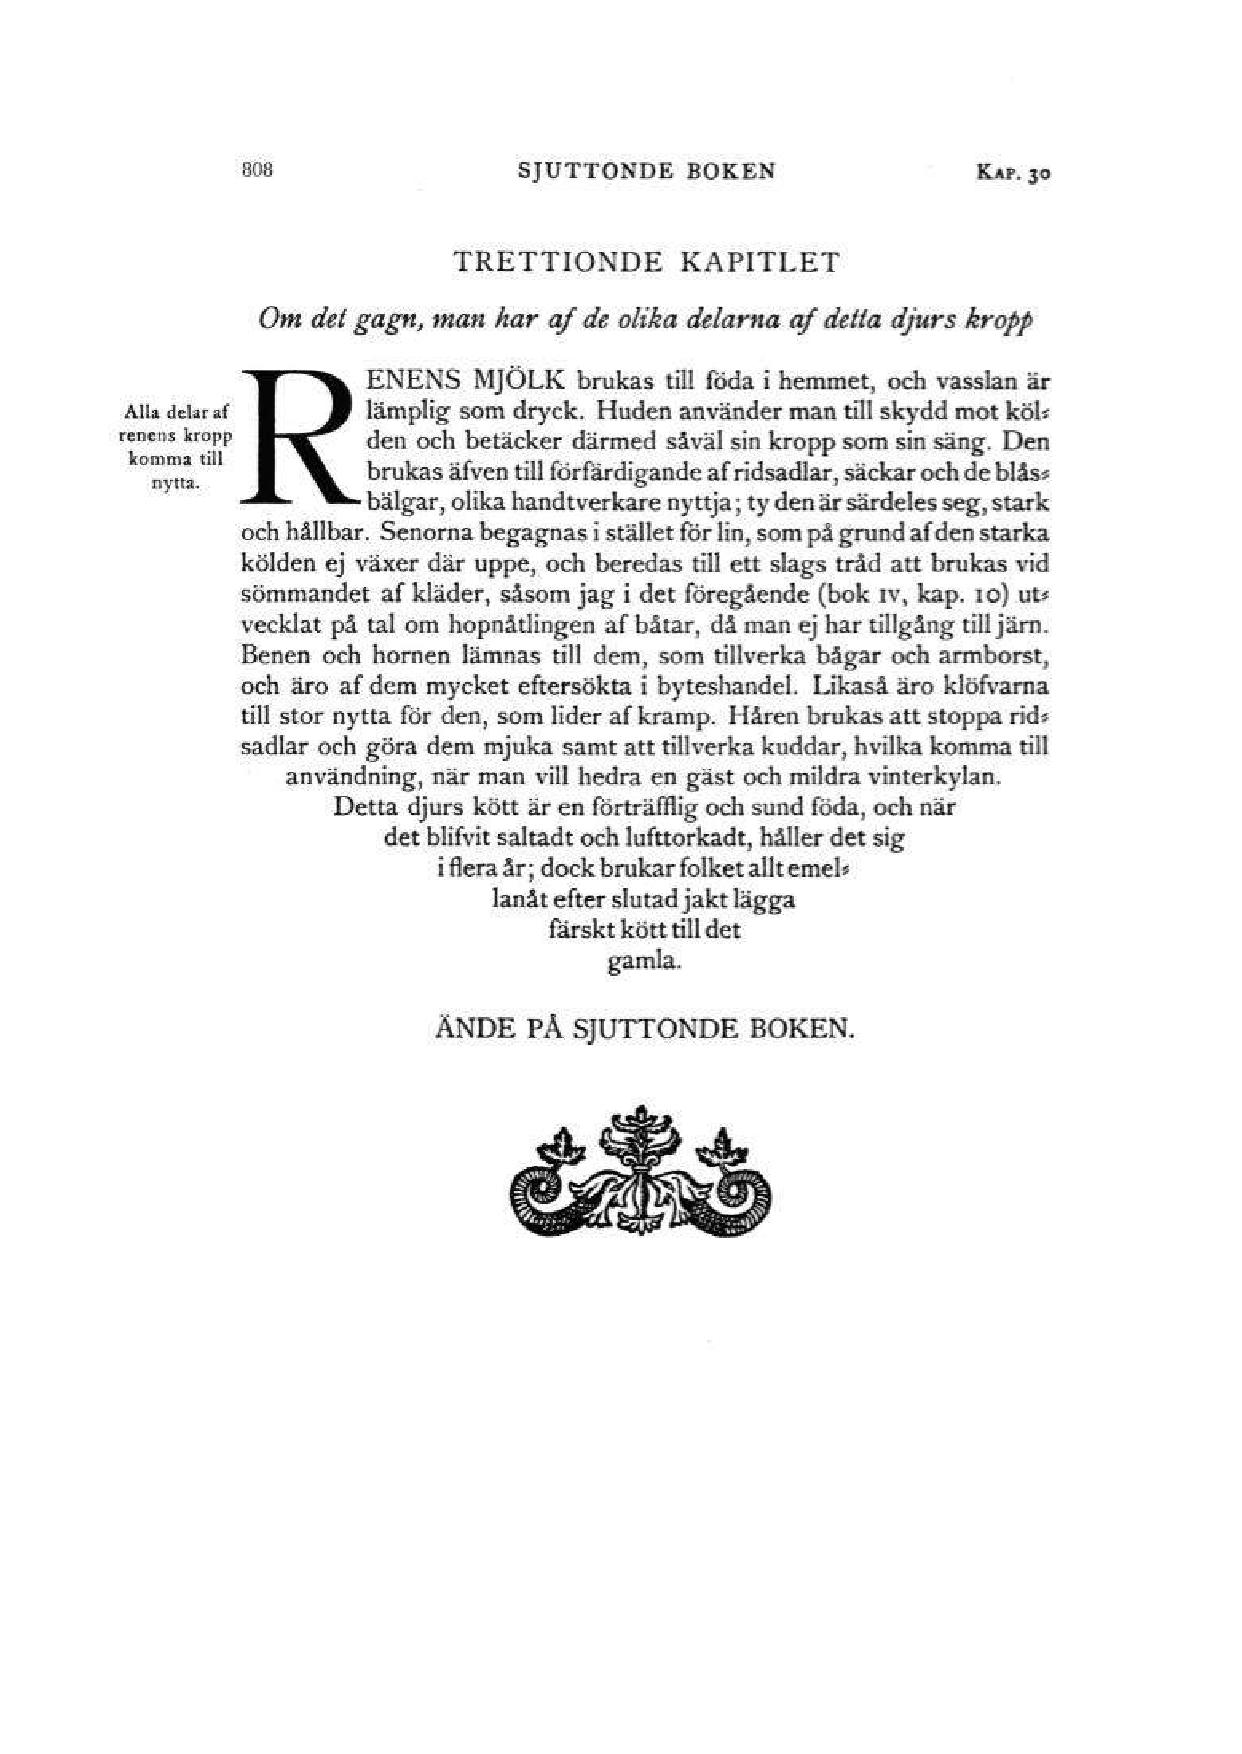 808 SJUTTONDE BOKEN KAP. 30
TRETTIONDE KAPITLET
Om det gagn, man har af de olika delarna af detta djurs kropp
Alla delar af
renens kropp
komma till
nytta.
RENENS MJÖLK brukas till föda i hemmet, och vasslan är
lämplig som dryck. Huden använder man till skydd mot köl-
den och betäcker därmed såväl sin kropp som sin säng. Den
brukas äfven till förfärdigande af ridsadlar, säckar och de blås-
bälgar, olika handtverkare nyttja; ty den är särdeles seg, stark
och hållbar. Senorna begagnas i stället för lin, som på grund af den starka
kölden ej växer där uppe, och beredas till ett slags tråd att brukas vid
sömmandet af kläder, såsom jag i det föregående (bok IV, kap. 10) ut-
vecklat på tal om hopnåtlingen af båtar, då man ej har tillgång till järn.
Benen och hornen lämnas till dem, som tillverka bågar och armborst,
och äro af dem mycket eftersökta i byteshandel. Likaså äro klöfvarna
till stor nytta för den, som lider af kramp. Håren brukas att stoppa rid-
sadlar och göra dem mjuka samt att tillverka kuddar, hvilka komma till
användning, när man vill hedra en gäst och mildra vinterkylan.
Detta djurs kött är en förträfflig och sund föda, och när
det blifvit saltadt och lufttorkadt, håller det sig
i flera år; dock brukar folket allt emel-
lanåt efter slutad jakt lägga
färskt kött till det
gamla.
ÄNDE PÅ SJUTTONDE BOKEN.